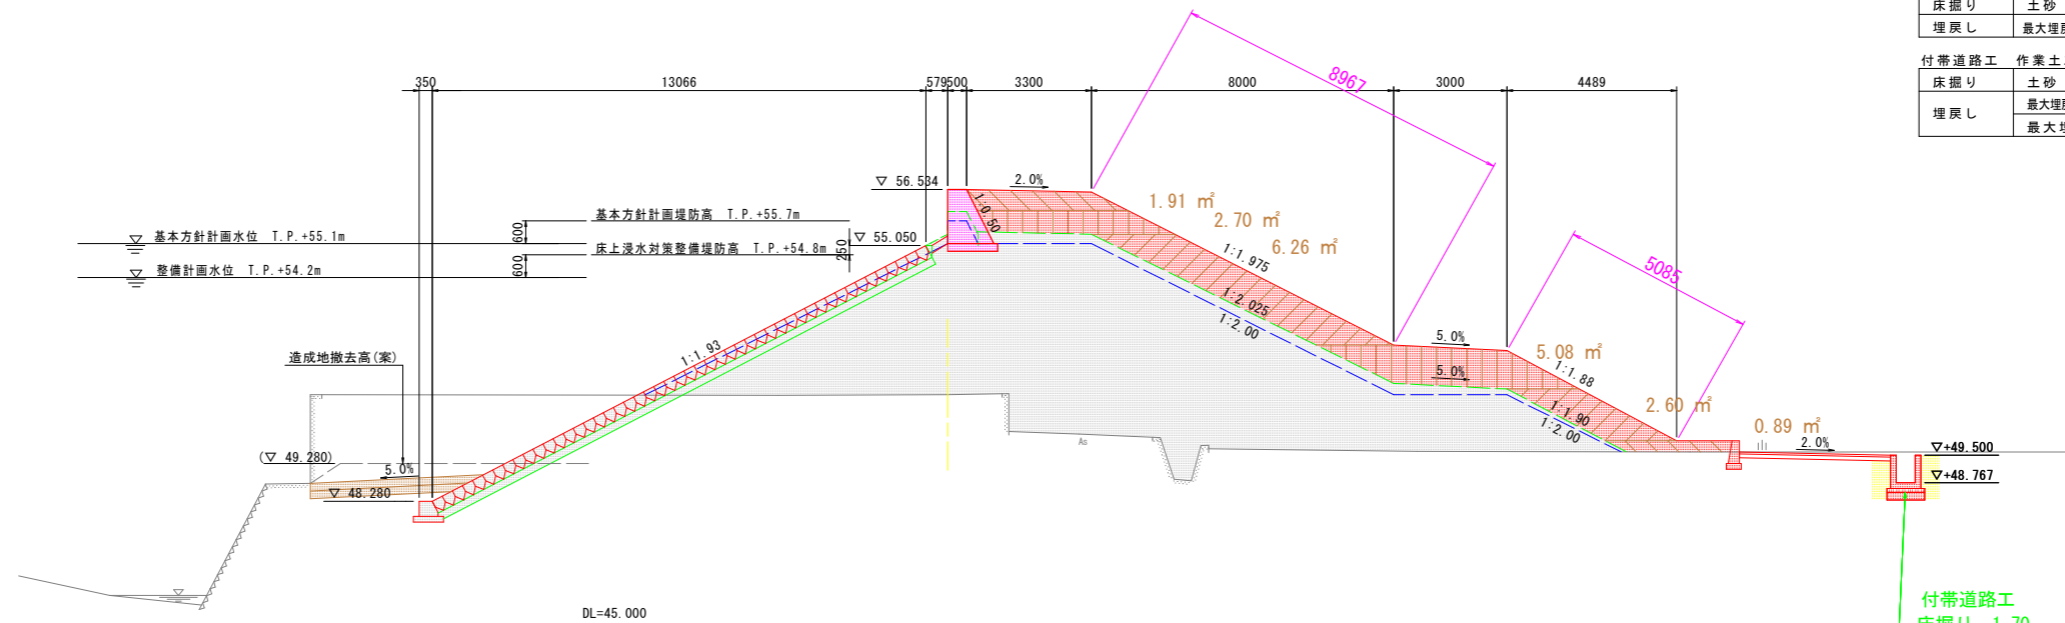 床掘り 土砂
埋戻し
付帯道路工 作業土
床掘り 土砂
埋戻し
350 13066 579 500 3300 8000 3000 4489
8967
5085
▽ 56.534
2.0%
1:0.50
1.91 ㎡
2.70 ㎡
6.26 ㎡
基本方針計画堤防高 T.P.+55.7m
600
基本方針計画水位 T.P.+55.1m
▽ 55.050
250
床上浸水対策整備堤防高 T.P.+54.8m
600
整備計画水位 T.P.+54.2m
1:1.975
1:2.025
1:2.00
1:1.93
造成地撤去高(案)
5.0%
5.0%
5.08 ㎡
1:1.88
1:1.90
1:2.00
2.60 ㎡
0.89 ㎡
2.0%
As
▽+49.500
▽+48.767
(▽ 49.280)
5.0%
▽ 48.280
DL=45.000
付帯道路工